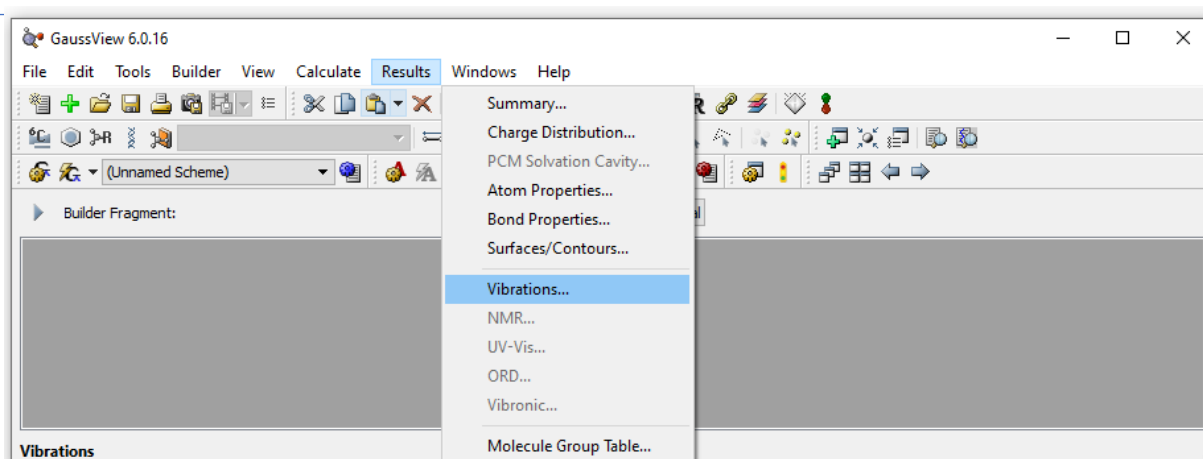 GaussView 6.0.16
File Edit Tools Builder View Calculate Results Windows Help
Summary...
Charge Distribution...
(Unnamed Scheme)
PCM Solvation Cavity...
Atom Properties...
Builder Fragment:
Bond Properties...
Surfaces/Contours...
Vibrations...
NMR...
UV-Vis...
ORD...
Vibronic...
Molecule Group Table...
Vibrations